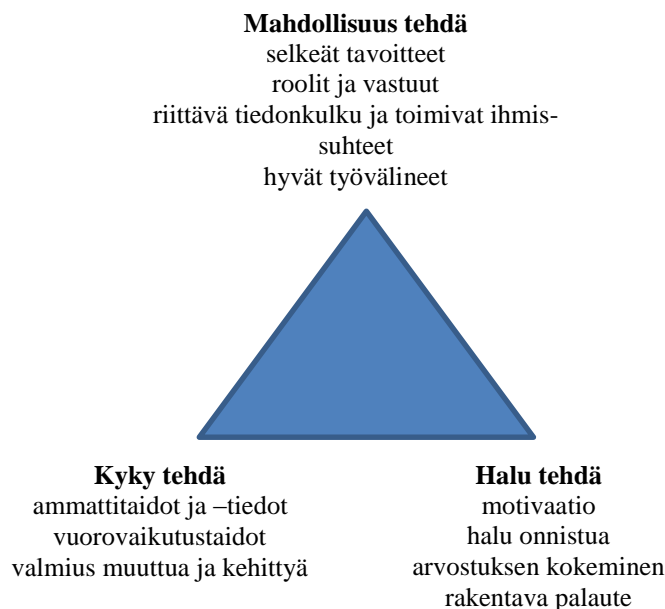 Mahdollisuus tehdä
selkeät tavoitteet
roolit ja vastuut
riittävä tiedonkulku ja toimivat ihmis-
suhteet
hyvät työvälineet
Kyky tehdä
ammattitaidot ja –tiedot
vuorovaikutustaidot
valmius muuttua ja kehittyä
Halu tehdä
motivaatio
halu onnistua
arvostuksen kokeminen
rakentava palaute